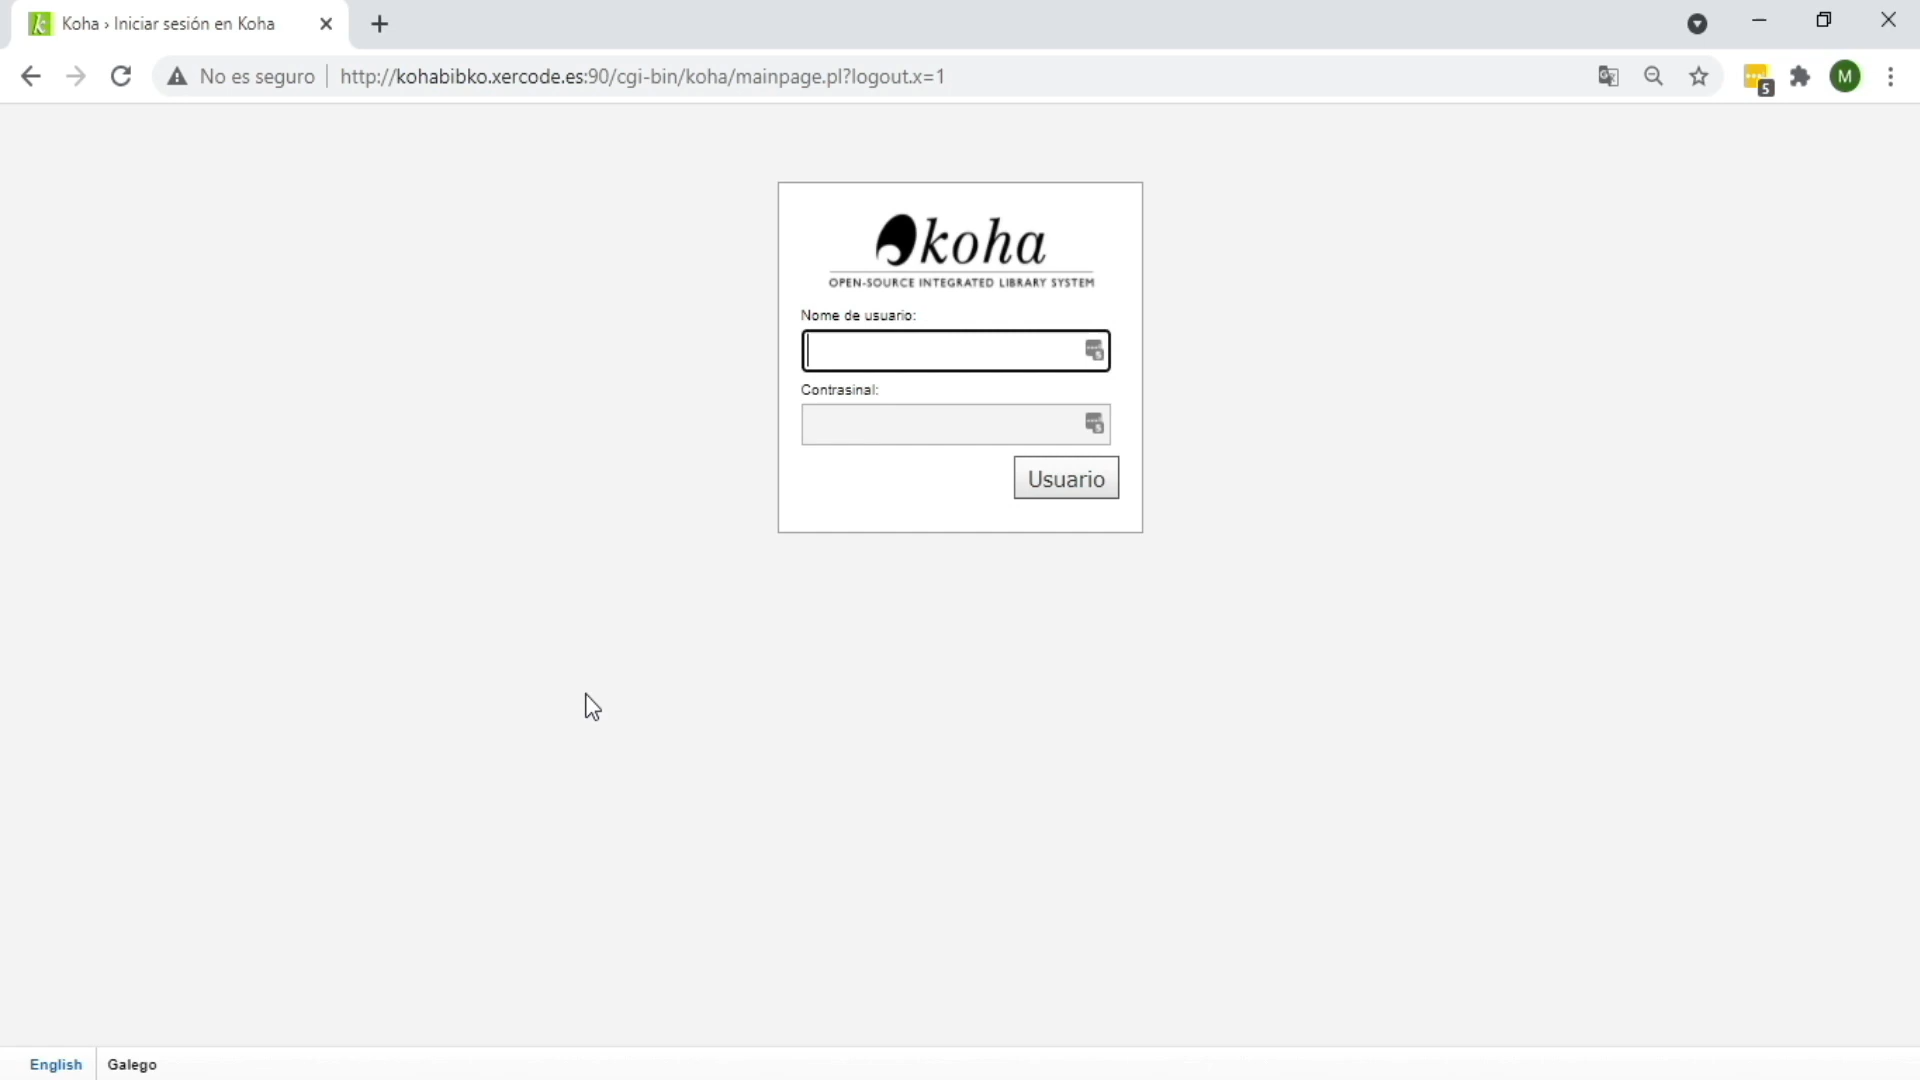 Koha › Iniciar sesión en Koha
No es seguro
http://kohabibko.xercode.es:90/cgi-bin/koha/mainpage.pl?logout.x=1
5
M
koha
OPEN-SOURCE INTEGRATED LIBRARY SYSTEM
Nome de usuario:
Contrasinal:
Usuario
English
Galego